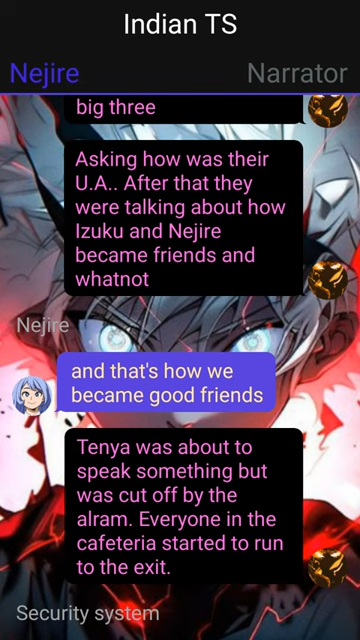 Indian TS
Nejire Narrator
big three
Asking how was their
U.A.. After that they
were talking about how
Izuku and Nejire
became friends and
whatnot
Nejire
and that's how we
became good friends
Tenya was about to
speak something but
was cut off by the
alram. Everyone in the
cafeteria started to run
to the exit.
Security system